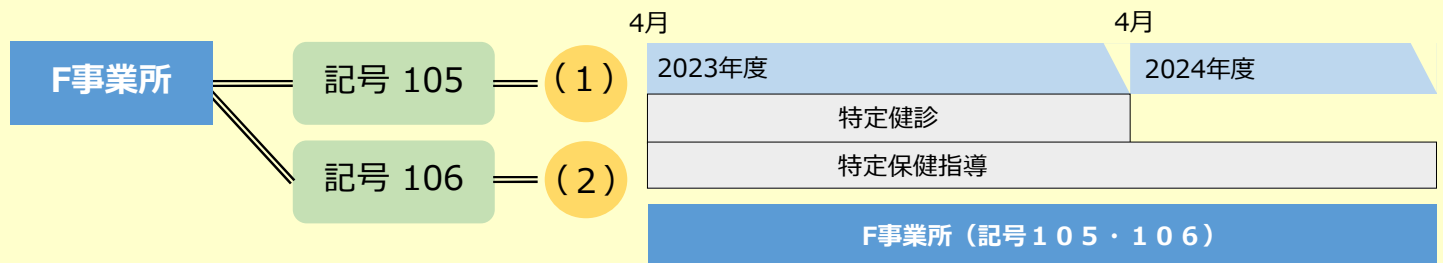 4月
4月
F事業所
記号 105
(1)
2023年度
2024年度
特定健診
記号 106
(2)
特定保健指導
F事業所（記号１０５・１０６）